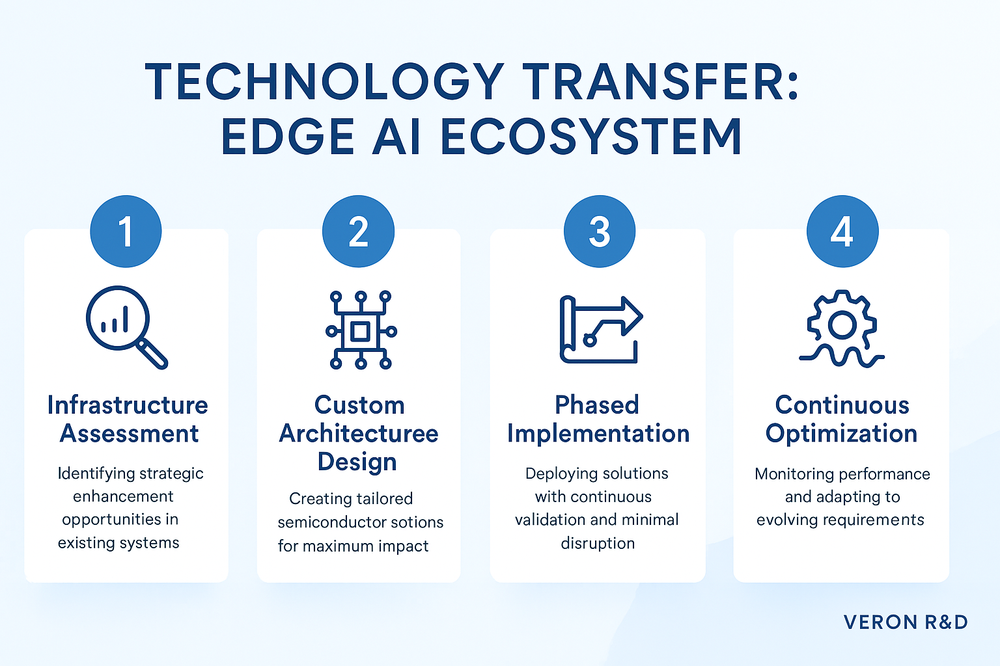 TECHNOLOGY TRANSFER:
EDGE AI ECOSYSTEM
1
Infrastructure
Assessment
Identifying strategic
enhancement
opportunities in
existing systems
2
Custom
Architecturee
Design
Creating tailored
semiconductor sotions
for maximum impact
3
Phased
Implementation
Deploying solutions
with continuous
validation and minimal
disruption
4
Continuous
Optimization
Monitoring performance
and adapting to
evolving requirements
VERON R&D